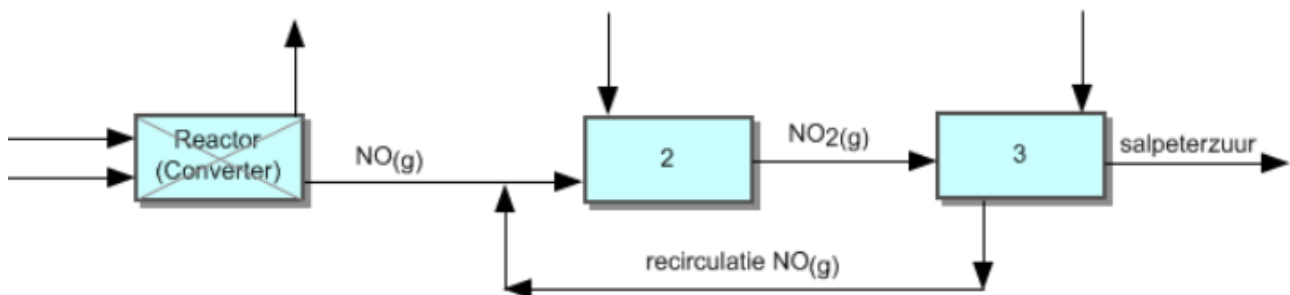 Reactor
(Converter)
NO(g)
2
NO2(g)
3
salpeterzuur
recirculatie NO(g)